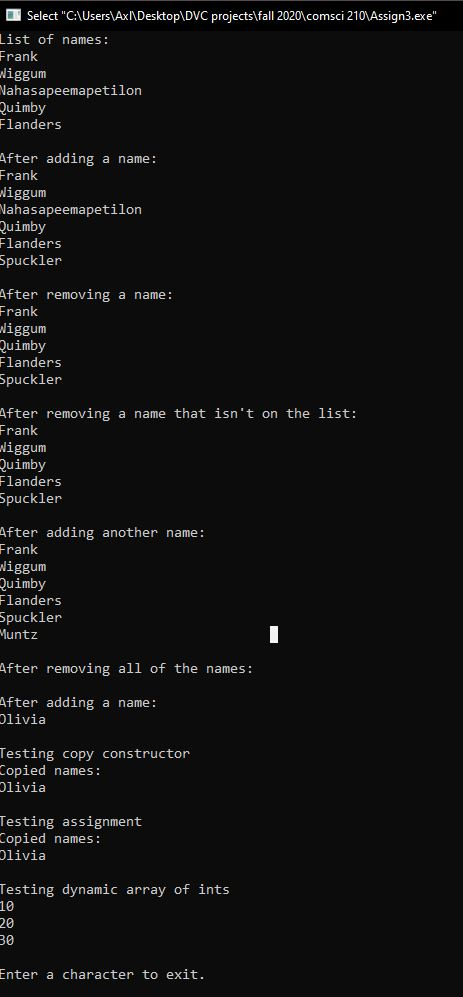 Select "C:\Users\Axl\Desktop\DVC projects\fall 2020\comsci 210\Assign3.exe"
List of names:
Frank
Wiggum
Nahasapeemapetilon
Quimby
Flanders

After adding a name:
Frank
Wiggum
Nahasapeemapetilon
Quimby
Flanders
Spuckler

After removing a name:
Frank
Wiggum
Quimby
Flanders
Spuckler

After removing a name that isn't on the list:
Frank
Wiggum
Quimby
Flanders
Spuckler

After adding another name:
Frank
Wiggum
Quimby
Flanders
Spuckler
Muntz

After removing all of the names:

After adding a name:
Olivia

Testing copy constructor
Copied names:
Olivia

Testing assignment
Copied names:
Olivia

Testing dynamic array of ints
10
20
30

Enter a character to exit.